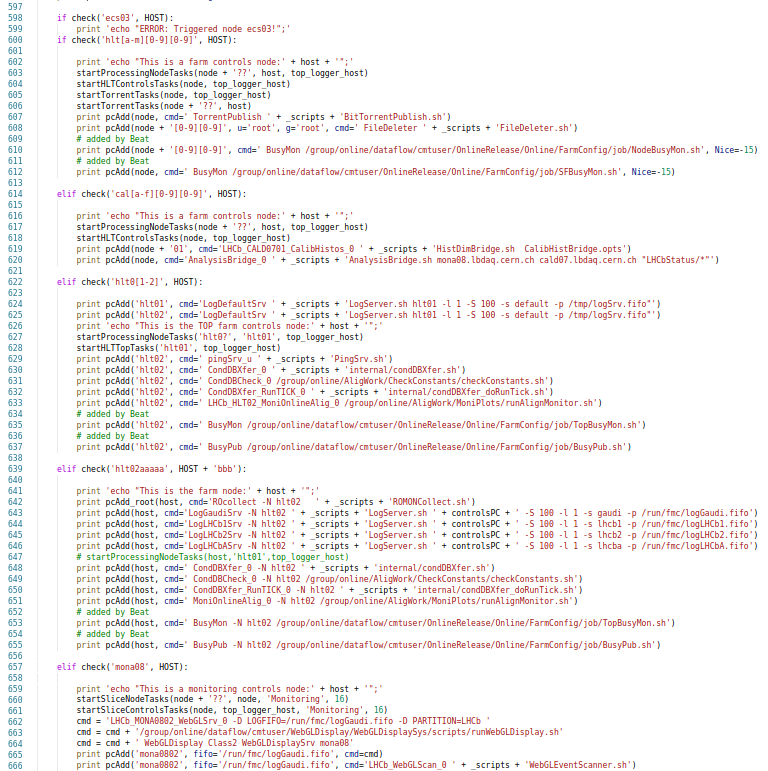 597
598 if check('ecs03', HOST):
599 print 'echo "ERROR: Triggered node ecs03!";'
600 if check('hlt[a-m][0-9][0-9]', HOST):
601
602 print 'echo "This is a farm controls node:' + host + '";'
603 startProcessingNodeTasks(node + '??', host, top_logger_host)
604 startHLTControlsTasks(node, top_logger_host)
605 startTorrentTasks(node, top_logger_host)
606 startTorrentTasks(node + '??', host)
607 print pcAdd(node, cmd=' TorrentPublish ' + _scripts + 'BitTorrentPublish.sh')
608 print pcAdd(node + '[0-9][0-9]', u='root', g='root', cmd=' FileDeleter ' + _scripts + 'FileDeleter.sh')
609 # added by Beat
610 print pcAdd(node + '[0-9][0-9]', cmd=' BusyMon /group/online/dataflow/cmtuser/OnlineRelease/Online/FarmConfig/job/NodeBusyMon.sh', Nice=-15)
611 # added by Beat
612 print pcAdd(node, cmd=' BusyMon /group/online/dataflow/cmtuser/OnlineRelease/Online/FarmConfig/job/SFBusyMon.sh', Nice=-15)
613
614 elif check('cal[a-f][0-9][0-9]', HOST):
615
616 print 'echo "This is a farm controls node:' + host + '";'
617 startProcessingNodeTasks(node + '??', host, top_logger_host)
618 startHLTControlsTasks(node, top_logger_host)
619 print pcAdd(node + '01', cmd='LHCb_CALD0701_CalibHistos_0 ' + _scripts + 'HistDimBridge.sh  CalibHistBridge.opts')
620 print pcAdd(node, cmd='AnalysisBridge_0 ' + _scripts + 'AnalysisBridge.sh mona08.lbdaq.cern.ch cald07.lbdaq.cern.ch "LHCbStatus/*"')
621
622 elif check('hlt0[1-2]', HOST):
623
624 print pcAdd('hlt01', cmd='LogDefaultSrv ' + _scripts + 'LogServer.sh hlt01 -l 1 -S 100 -s default -p /tmp/logSrv.fifo"')
625 print pcAdd('hlt02', cmd='LogDefaultSrv ' + _scripts + 'LogServer.sh hlt01 -l 1 -S 100 -s default -p /tmp/logSrv.fifo"')
626 print 'echo "This is the TOP farm controls node:' + host + '";'
627 startProcessingNodeTasks('hlt0?', 'hlt01', top_logger_host)
628 startHLTTopTasks('hlt01', top_logger_host)
629 print pcAdd('hlt02', cmd=' pingSrv_u ' + _scripts + 'PingSrv.sh')
630 print pcAdd('hlt02', cmd=' CondDBXfer_0 ' + _scripts + 'internal/condDBXfer.sh')
631 print pcAdd('hlt02', cmd=' CondDBCheck_0 /group/online/AligWork/CheckConstants/checkConstants.sh')
632 print pcAdd('hlt02', cmd=' CondDBXfer_RunTICK_0 ' + _scripts + 'internal/condDBXfer_doRunTick.sh')
633 print pcAdd('hlt02', cmd=' LHCb_HLT02_MoniOnlineAlig_0 /group/online/AligWork/MoniPlots/runAlignMonitor.sh')
634 # added by Beat
635 print pcAdd('hlt02', cmd=' BusyMon /group/online/dataflow/cmtuser/OnlineRelease/Online/FarmConfig/job/TopBusyMon.sh')
636 # added by Beat
637 print pcAdd('hlt02', cmd=' BusyPub /group/online/dataflow/cmtuser/OnlineRelease/Online/FarmConfig/job/BusyPub.sh')
638
639 elif check('hlt02aaaaa', HOST + 'bbb'):
640
641 print 'echo "This is the farm node:' + host + '";'
642 print pcAdd_root(host, cmd='ROcollect -N hlt02   ' + _scripts + 'ROMONCollect.sh')
643 print pcAdd(host, cmd='LogGaudiSrv -N hlt02 ' + _scripts + 'LogServer.sh ' + controlsPC + ' -S 100 -l 1 -s gaudi -p /run/fmc/logGaudi.fifo')
644 print pcAdd(host, cmd='LogLHCb1Srv -N hlt02 ' + _scripts + 'LogServer.sh ' + controlsPC + ' -S 100 -l 1 -s lhcb1 -p /run/fmc/logLHCb1.fifo')
645 print pcAdd(host, cmd='LogLHCb2Srv -N hlt02 ' + _scripts + 'LogServer.sh ' + controlsPC + ' -S 100 -l 1 -s lhcb2 -p /run/fmc/logLHCb2.fifo')
646 print pcAdd(host, cmd='LogLHCbASrv -N hlt02 ' + _scripts + 'LogServer.sh ' + controlsPC + ' -S 100 -l 1 -s lhcba -p /run/fmc/logLHCbA.fifo')
647 # startProcessingNodeTasks(host,'hlt01',top_logger_host)
648 print pcAdd(host, cmd=' CondDBXfer_0 -N hlt02 ' + _scripts + 'internal/condDBXfer.sh')
649 print pcAdd(host, cmd=' CondDBCheck_0 -N hlt02 /group/online/AligWork/CheckConstants/checkConstants.sh')
650 print pcAdd(host, cmd=' CondDBXfer_RunTICK_0 -N hlt02 ' + _scripts + 'internal/condDBXfer_doRunTick.sh')
651 print pcAdd(host, cmd=' MoniOnlineAlig_0 -N hlt02 /group/online/AligWork/MoniPlots/runAlignMonitor.sh')
652 # added by Beat
653 print pcAdd(host, cmd=' BusyMon -N hlt02 /group/online/dataflow/cmtuser/OnlineRelease/Online/FarmConfig/job/TopBusyMon.sh')
654 # added by Beat
655 print pcAdd(host, cmd=' BusyPub -N hlt02 /group/online/dataflow/cmtuser/OnlineRelease/Online/FarmConfig/job/BusyPub.sh')
656
657 elif check('mona08', HOST):
658
659 print 'echo "This is a monitoring controls node:' + host + '";'
660 startSliceNodeTasks(node + '??', node, 'Monitoring', 16)
661 startSliceControlsTasks(node, top_logger_host, 'Monitoring', 16)
662 cmd = 'LHCb_MONA0802_WebGLSrv_0 -D LOGFIFO=/run/fmc/logGaudi.fifo -D PARTITION=LHCb '
663 cmd = cmd + '/group/online/dataflow/cmtuser/WebGLDisplay/WebGLDisplaySys/scripts/runWebGLDisplay.sh'
664 cmd = cmd + ' WebGLDisplay Class2 WebGLDisplaySrv mona08'
665 print pcAdd('mona0802', fifo='/run/fmc/logGaudi.fifo', cmd=cmd)
666 print pcAdd('mona0802', fifo='/run/fmc/logGaudi.fifo', cmd='LHCb_WebGLScan_0 ' + _scripts + 'WebGLEventScanner.sh')